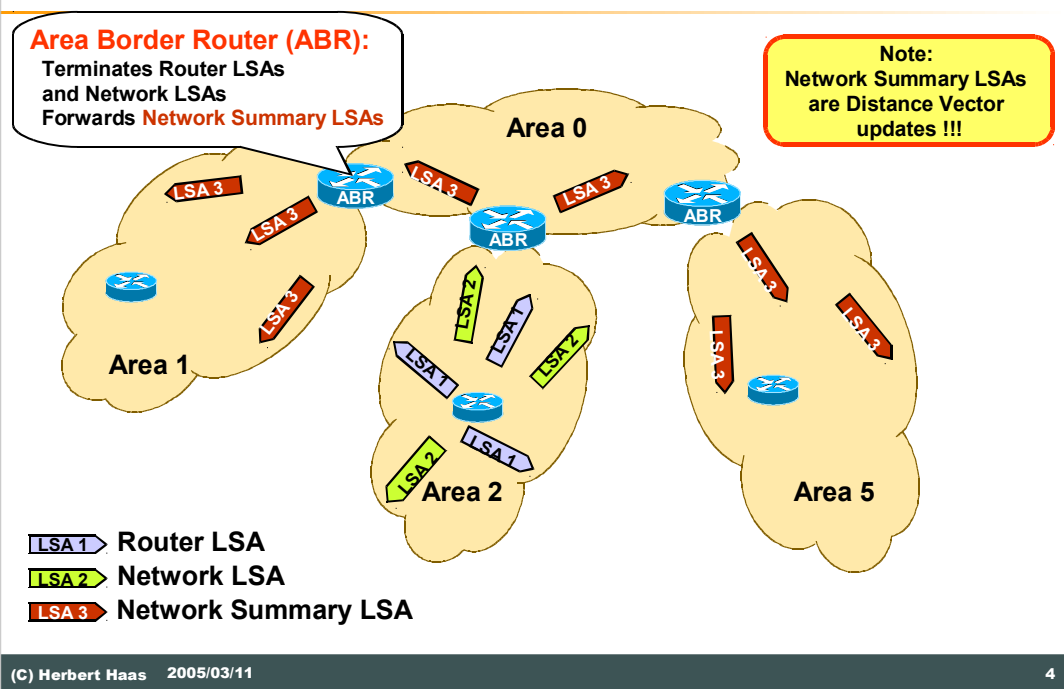 Area Border Router (ABR):
Terminates Router LSAs
and Network LSAs
Forwards Network Summary LSAs
Note:
Network Summary LSAs
are Distance Vector
updates !!!
Area 0
LSA 3
LSA 3
LSA 3
LSA 3
LSA 3
ABR
ABR
ABR
LSA 3
LSA 3
LSA 3
Area 1
LSA 2
LSA 1
LSA 2
LSA 1
LSA 1
LSA 2
Area 2
Area 5
LSA 1 Router LSA
LSA 2 Network LSA
LSA 3 Network Summary LSA
(C) Herbert Haas 2005/03/11
4